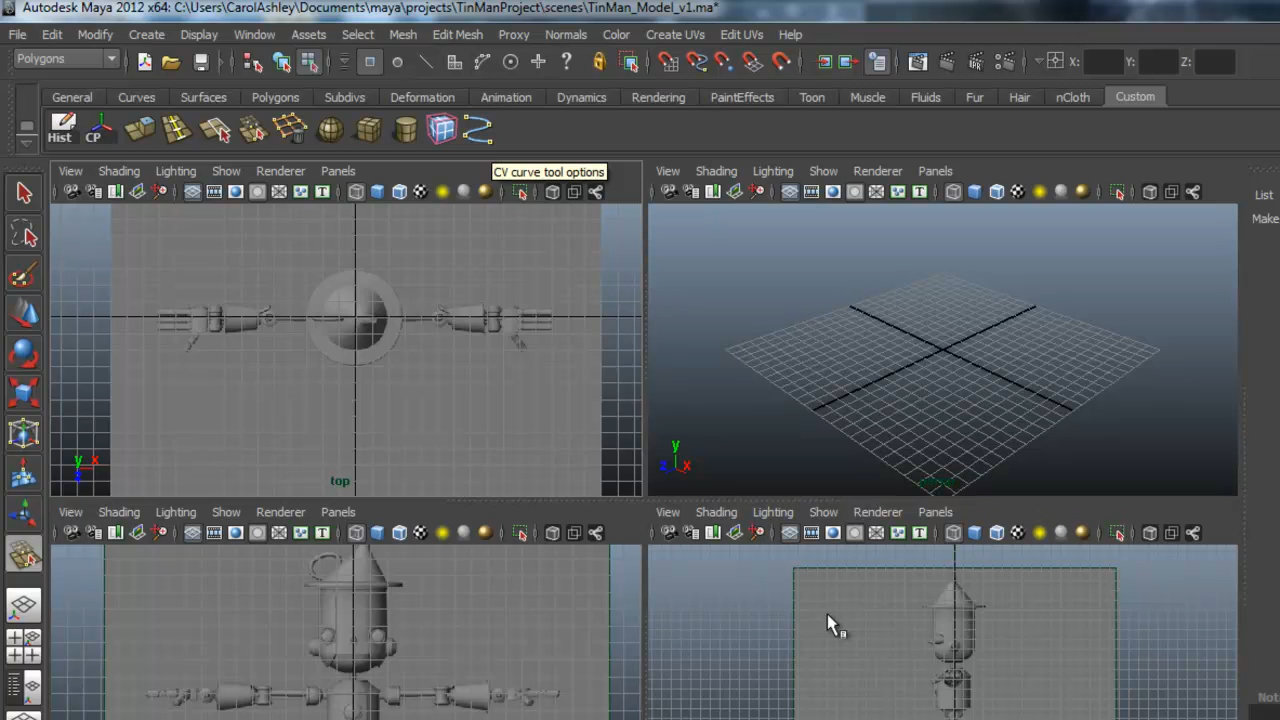 Autodesk Maya 2012 x64: C:\Users\CarolAshley\Documents\maya\projects\TinManProject\scenes\TinMan_Model_v1.ma*
File Edit Modify Create Display Window Assets Select Mesh Edit Mesh Proxy Normals Color Create UVs Edit UVs Help
Polygons X: Y: Z:
General Curves Surfaces Polygons Subdivs Deformation Animation Dynamics Rendering PaintEffects Toon Muscle Fluids Fur Hair nCloth Custom
Hist CP
CV curve tool options
View Shading Lighting Show Renderer Panels
View Shading Lighting Show Renderer Panels
List
Make
y x z
top
y z x
View Shading Lighting Show Renderer Panels
View Shading Lighting Show Renderer Panels